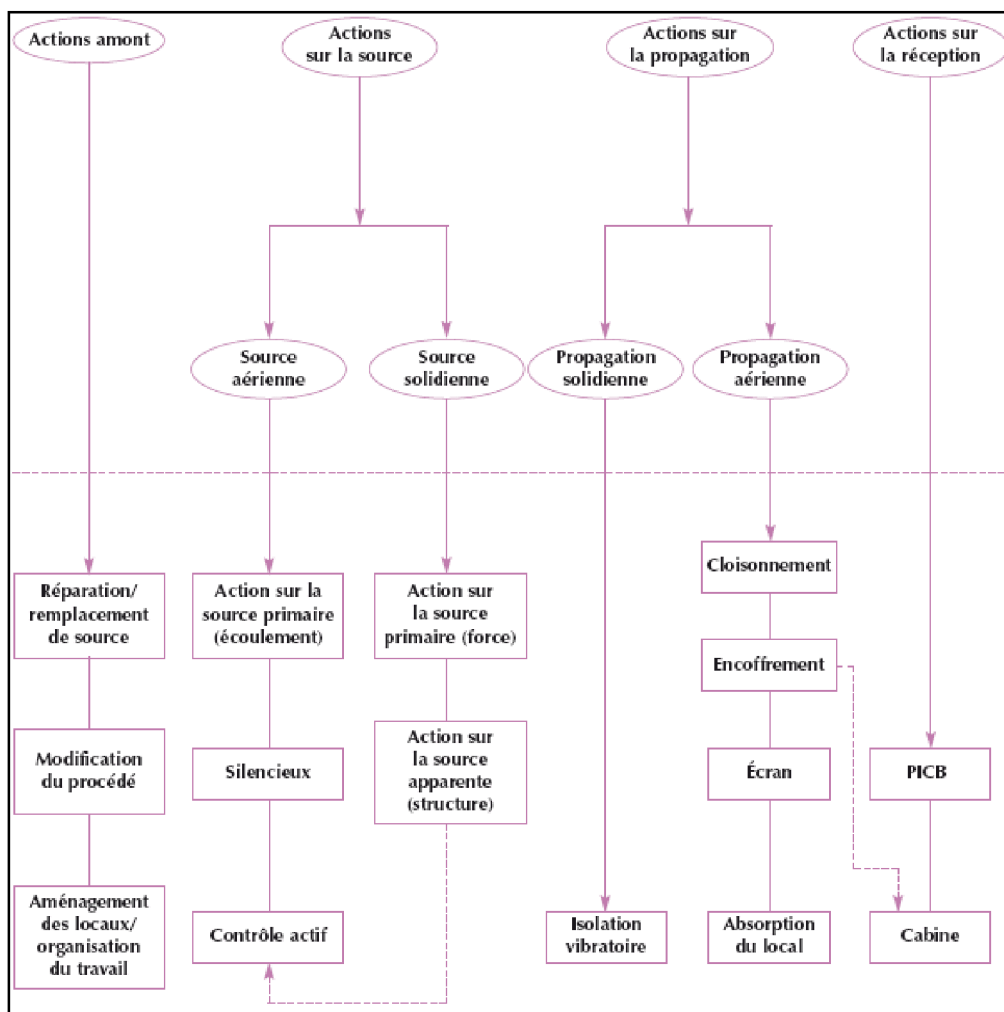 Actions amont
Actions
sur la source
Actions sur
la propagation
Actions sur
la réception
Source
aérienne
Source
solidienne
Propagation
solidienne
Propagation
aérienne
Réparation/
remplacement
de source
Action sur la
source primaire
(écoulement)
Action sur
la source
primaire (force)
Cloisonnement
Encoffrement
Modification
du procédé
Silencieux
Action sur
la source
apparente
(structure)
Écran
PICB
Aménagement
des locaux/
organisation
du travail
Contrôle actif
Isolation
vibratoire
Absorption
du local
Cabine